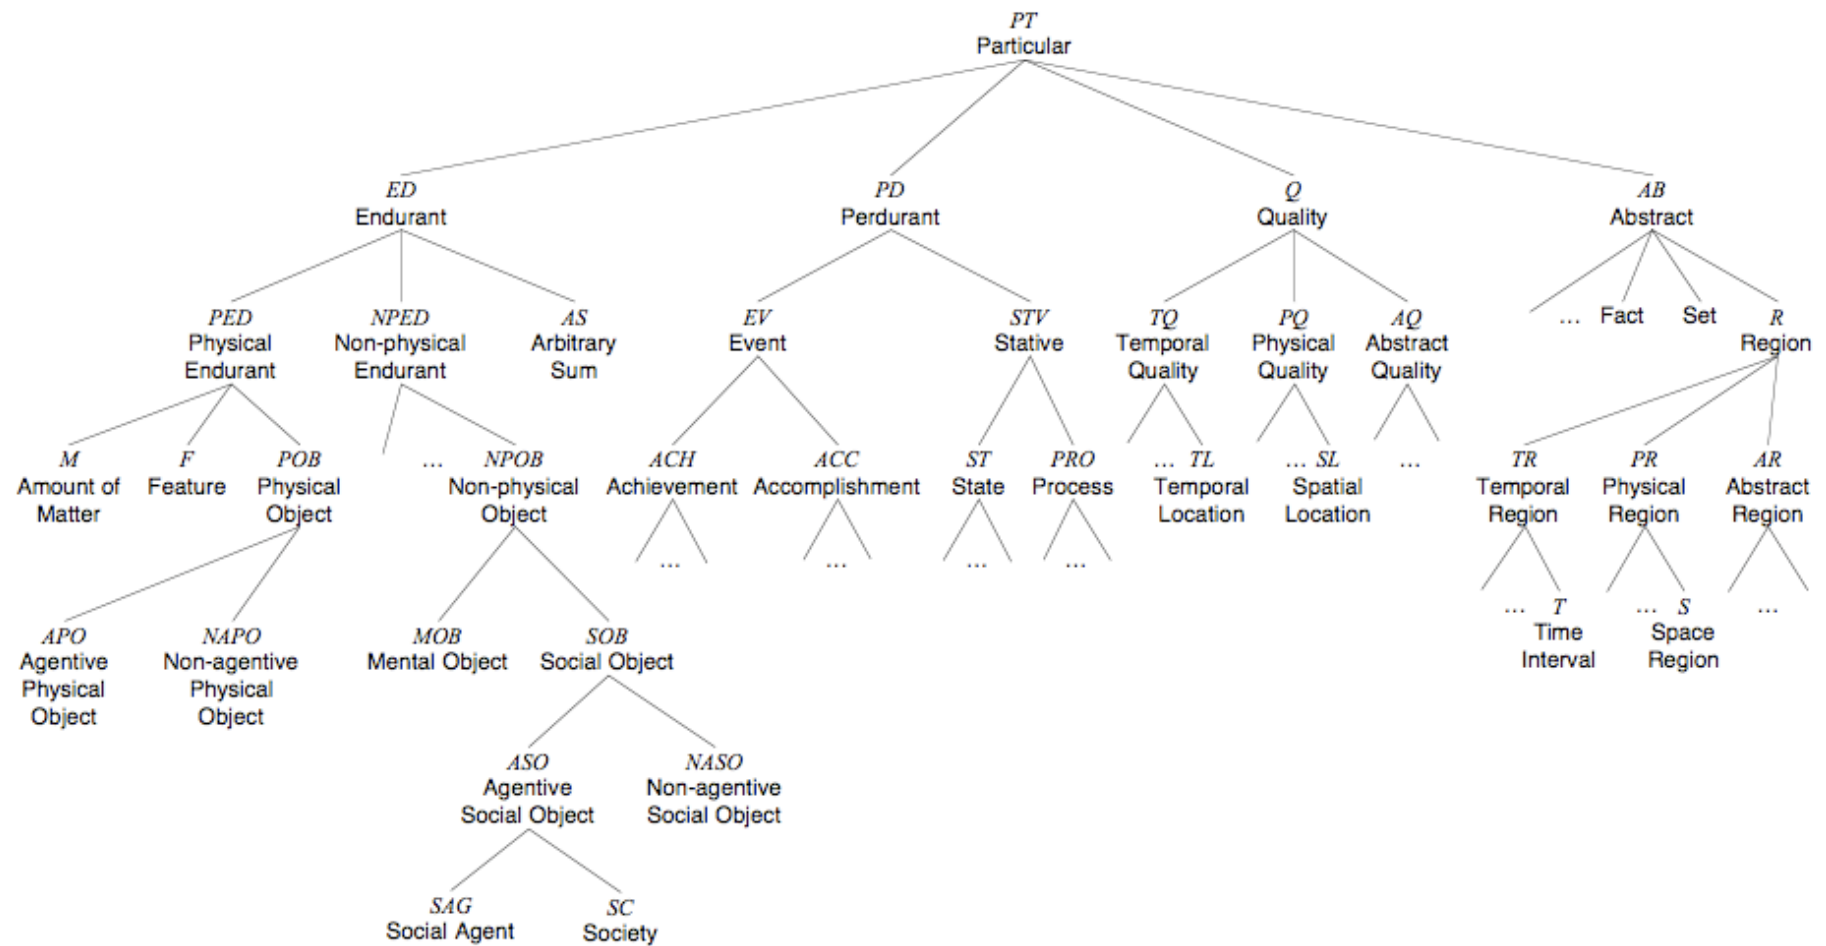 PT
Particular
ED PD Q AB
Endurant Perdurant Quality Abstract
PED NPED AS EV STV TQ PQ AQ … Fact Set R
Physical Non-physical Arbitrary Event Stative Temporal Physical Abstract Region
Endurant Endurant Sum Quality Quality Quality
M F POB … NPOB ACH ACC ST PRO … TL … SL … TR PR AR
Amount of Feature Physical Non-physical Achievement Accomplishment State Process Temporal Spatial Temporal Physical Abstract
Matter Object Object Location Location Region Region Region
… … … …
… T … S …
APO NAPO MOB SOB Time Space
Agentive Non-agentive Mental Object Social Object Interval Region
Physical Physical
Object Object
ASO NASO
Agentive Non-agentive
Social Object Social Object
SAG SC
Social Agent Society